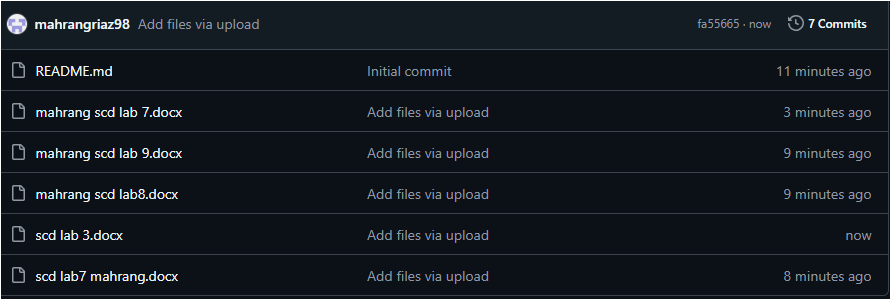 mahrangriaz98 Add files via upload fa55665 · now 7 Commits
README.md Initial commit 11 minutes ago
mahrang scd lab 7.docx Add files via upload 3 minutes ago
mahrang scd lab 9.docx Add files via upload 9 minutes ago
mahrang scd lab8.docx Add files via upload 9 minutes ago
scd lab 3.docx Add files via upload now
scd lab7 mahrang.docx Add files via upload 8 minutes ago